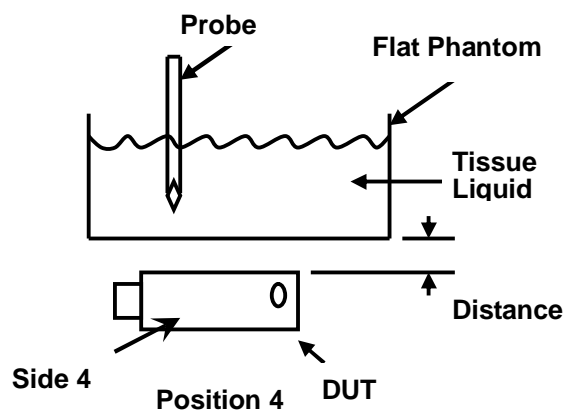 Probe
Flat Phantom
Tissue
Liquid
Distance
Side 4
Position 4
DUT